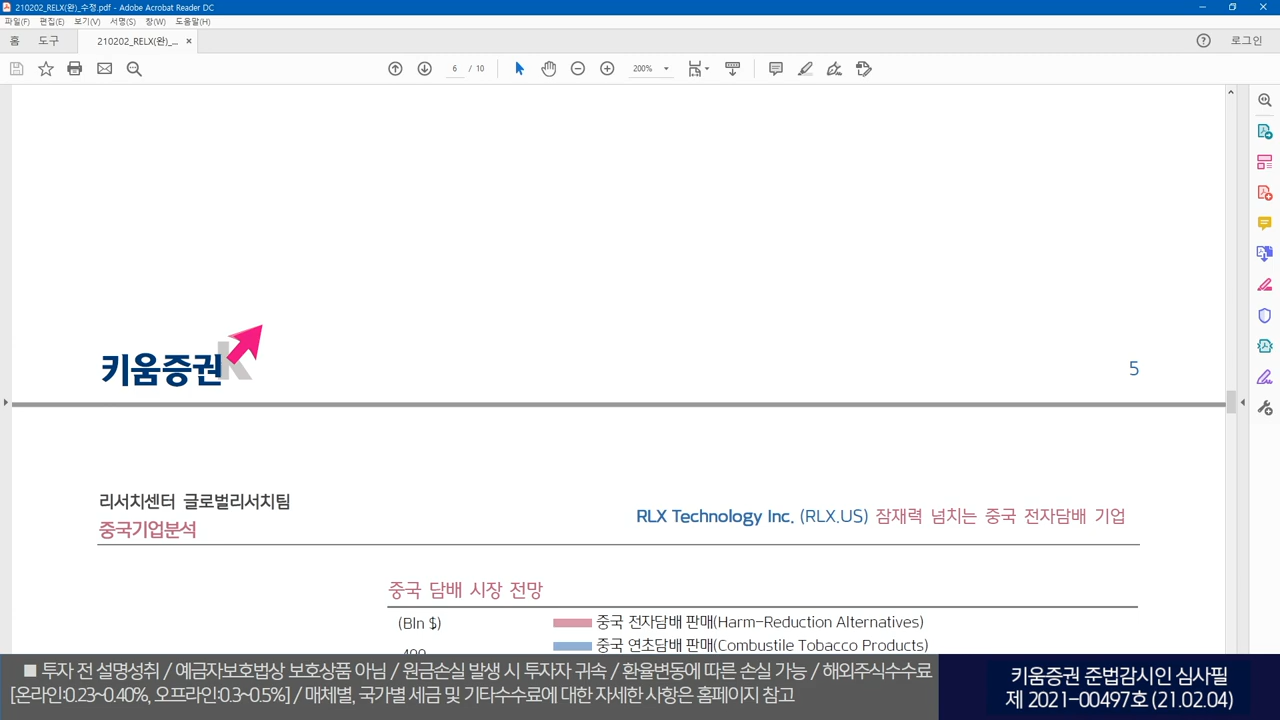 210202_RELX(완)_수정.pdf - Adobe Acrobat Reader DC
파일(F) 편집(E) 보기(V) 서명(S) 창(W) 도움말(H)
홈 도구 210202_RELX(완)_... × 로그인
6 / 10 200%
키움증권
5
리서치센터 글로벌리서치팀
중국기업분석
RLX Technology Inc. (RLX.US) 잠재력 넘치는 중국 전자담배 기업
중국 담배 시장 전망
(Bln $)
중국 전자담배 판매(Harm-Reduction Alternatives)
중국 연초담배 판매(Combustile Tobacco Products)
400
■ 투자 전 설명성취 / 예금자보호법상 보호상품 아님 / 원금손실 발생 시 투자자 귀속 / 환율변동에 따른 손실 가능 / 해외주식수수료
[온라인:0.23~0.40%, 오프라인:0.3~0.5%] / 매체별, 국가별 세금 및 기타수수료에 대한 자세한 사항은 홈페이지 참고
키움증권 준법감시인 심사필
제 2021-00497호 (21.02.04)